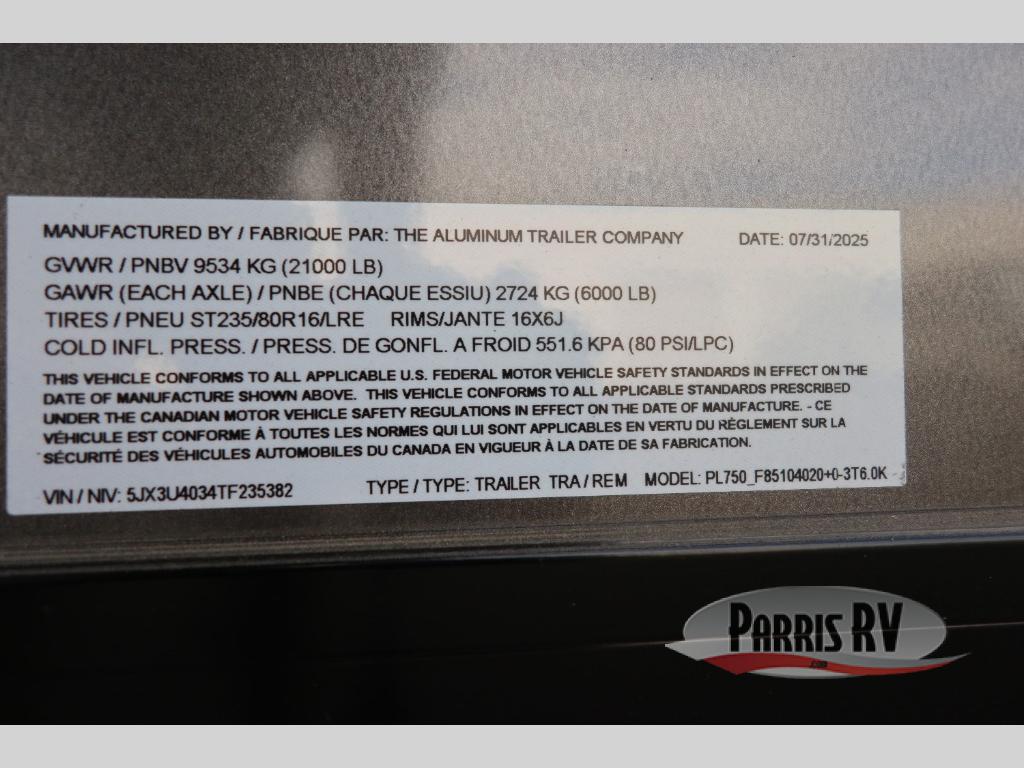 MANUFACTURED BY / FABRIQUE PAR: THE ALUMINUM TRAILER COMPANY DATE: 07/31/2025
GVWR / PNBV 9534 KG (21000 LB)
GAWR (EACH AXLE) / PNBE (CHAQUE ESSIU) 2724 KG (6000 LB)
TIRES / PNEU ST235/80R16/LRE RIMS/JANTE 16X6J
COLD INFL. PRESS. / PRESS. DE GONFL. A FROID 551.6 KPA (80 PSI/LPC)
THIS VEHICLE CONFORMS TO ALL APPLICABLE U.S. FEDERAL MOTOR VEHICLE SAFETY STANDARDS IN EFFECT ON THE
DATE OF MANUFACTURE SHOWN ABOVE. THIS VEHICLE CONFORMS TO ALL APPLICABLE STANDARDS PRESCRIBED
UNDER THE CANADIAN MOTOR VEHICLE SAFETY REGULATIONS IN EFFECT ON THE DATE OF MANUFACTURE. - CE
VÉHICULE EST CONFORME À TOUTES LES NORMES QUI LUI SONT APPLICABLES EN VERTU DU RÈGLEMENT SUR LA
SÉCURITÉ DES VÉHICULES AUTOMOBILES DU CANADA EN VIGUEUR À LA DATE DE SA FABRICATION.
VIN / NIV: 5JX3U4034TF235382 TYPE / TYPE: TRAILER TRA / REM MODEL: PL750_F85104020+0-3T6.0K
PARRIS RV
.com